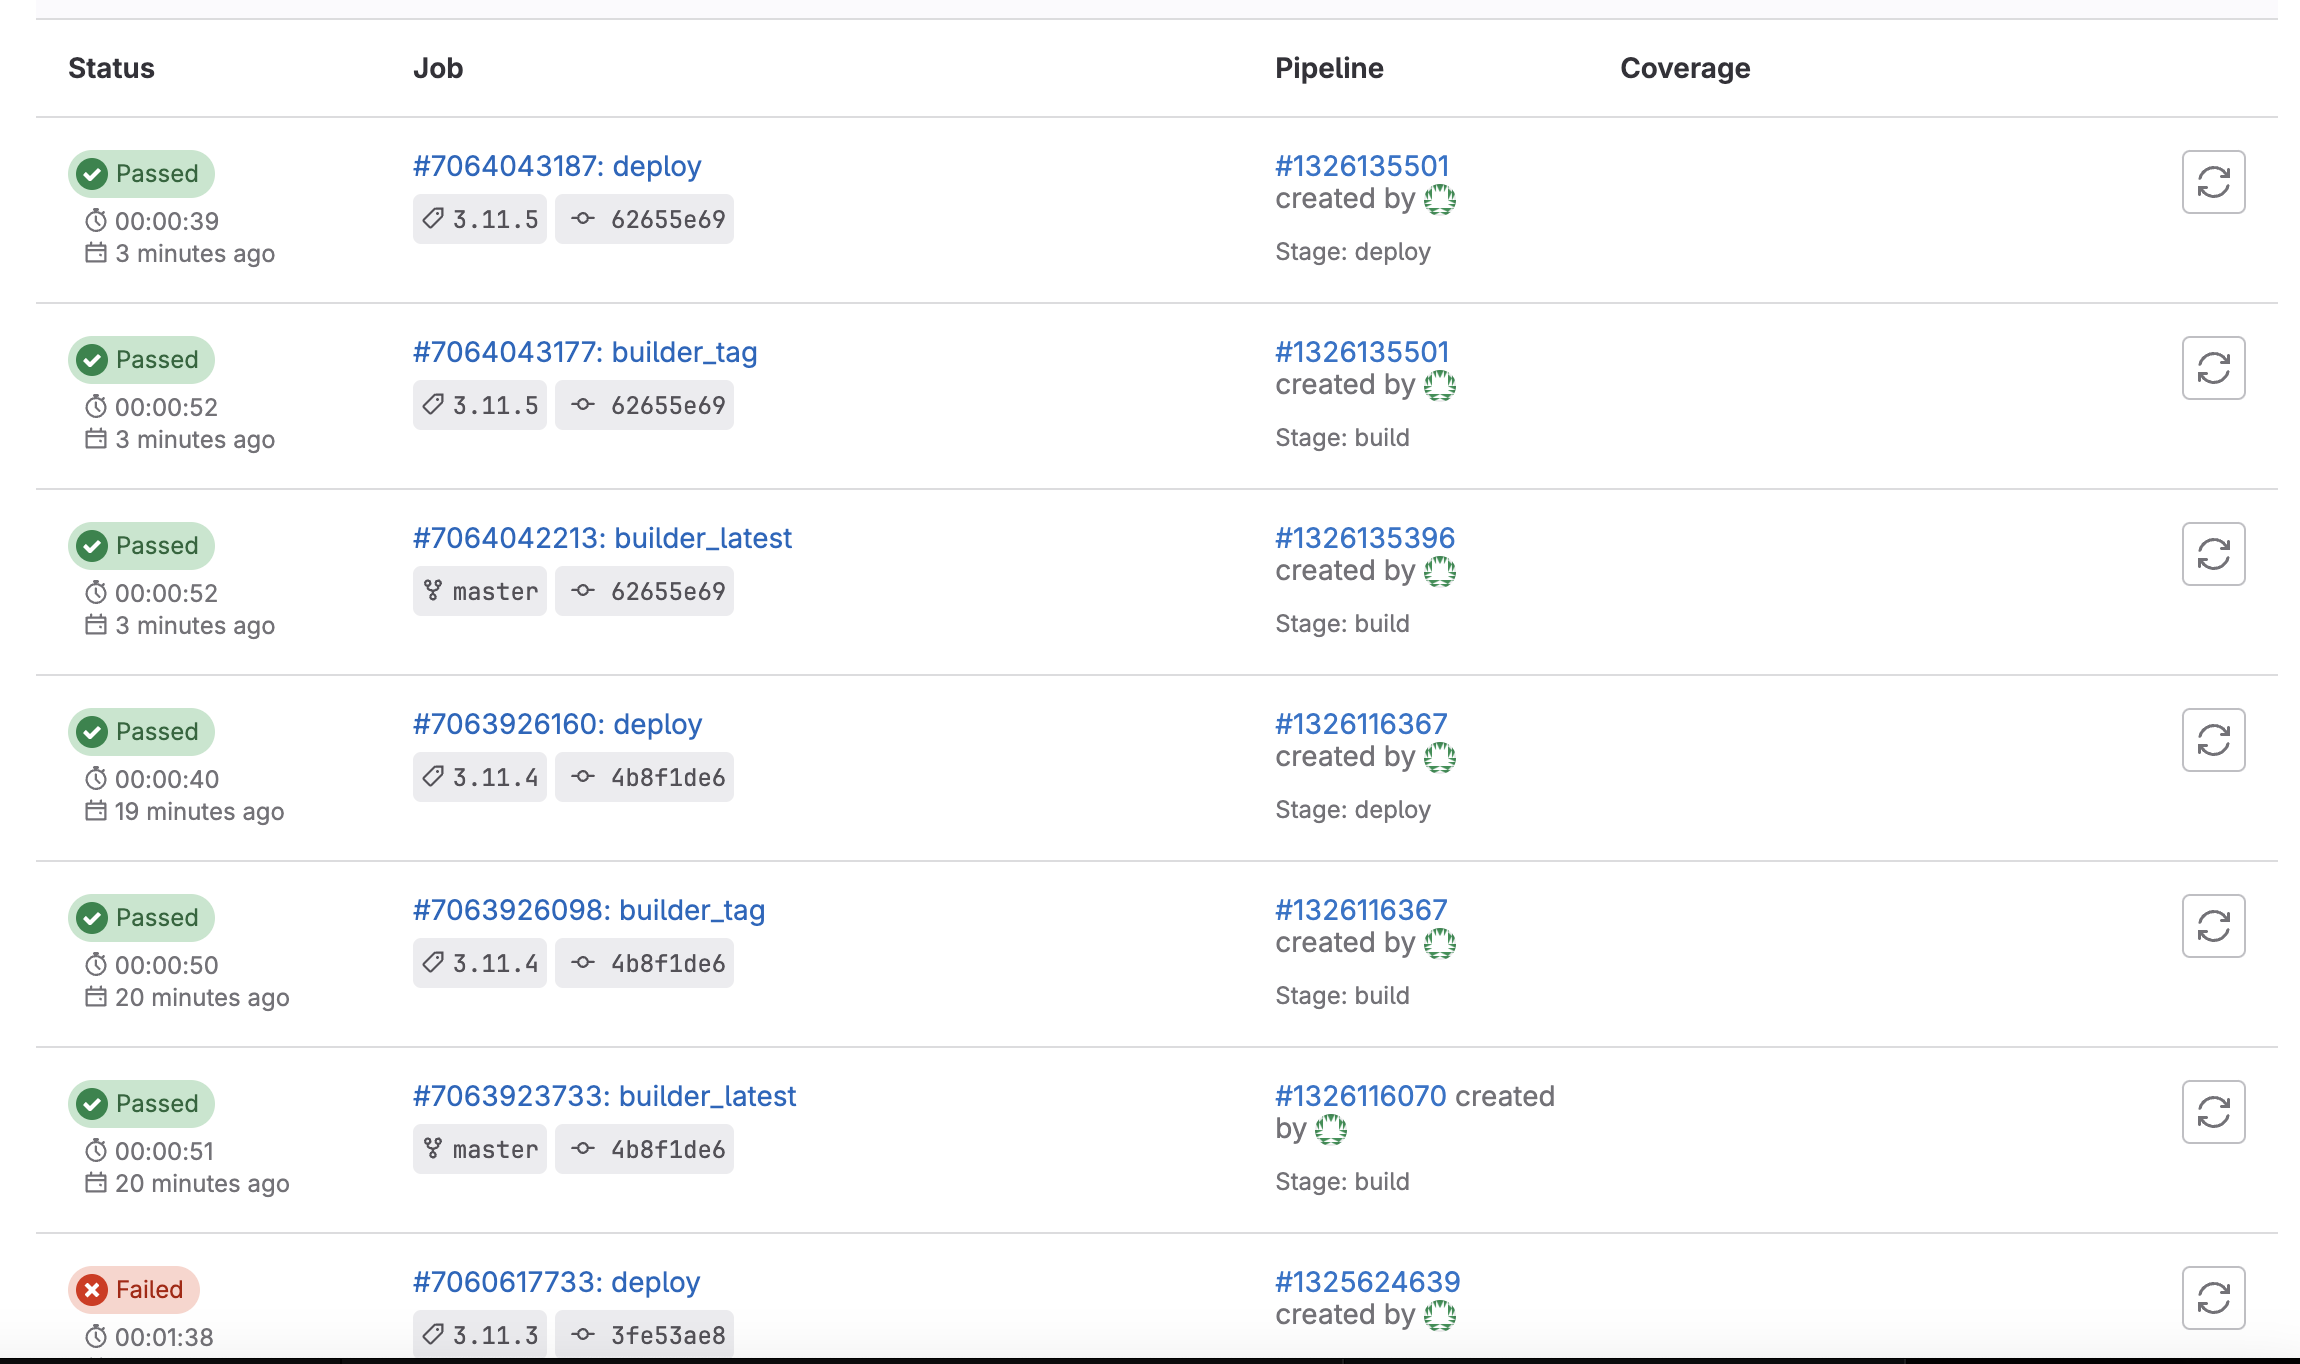 Status Job Pipeline Coverage
Passed #7064043187: deploy #1326135501
created by
00:00:39 3.11.5 62655e69
3 minutes ago Stage: deploy
Passed #7064043177: builder_tag #1326135501
created by
00:00:52 3.11.5 62655e69
3 minutes ago Stage: build
Passed #7064042213: builder_latest #1326135396
created by
00:00:52 master 62655e69
3 minutes ago Stage: build
Passed #7063926160: deploy #1326116367
created by
00:00:40 3.11.4 4b8f1de6
19 minutes ago Stage: deploy
Passed #7063926098: builder_tag #1326116367
created by
00:00:50 3.11.4 4b8f1de6
20 minutes ago Stage: build
Passed #7063923733: builder_latest #1326116070 created
by
00:00:51 master 4b8f1de6
20 minutes ago Stage: build
Failed #7060617733: deploy #1325624639
created by
00:01:38 3.11.3 3fe53ae8